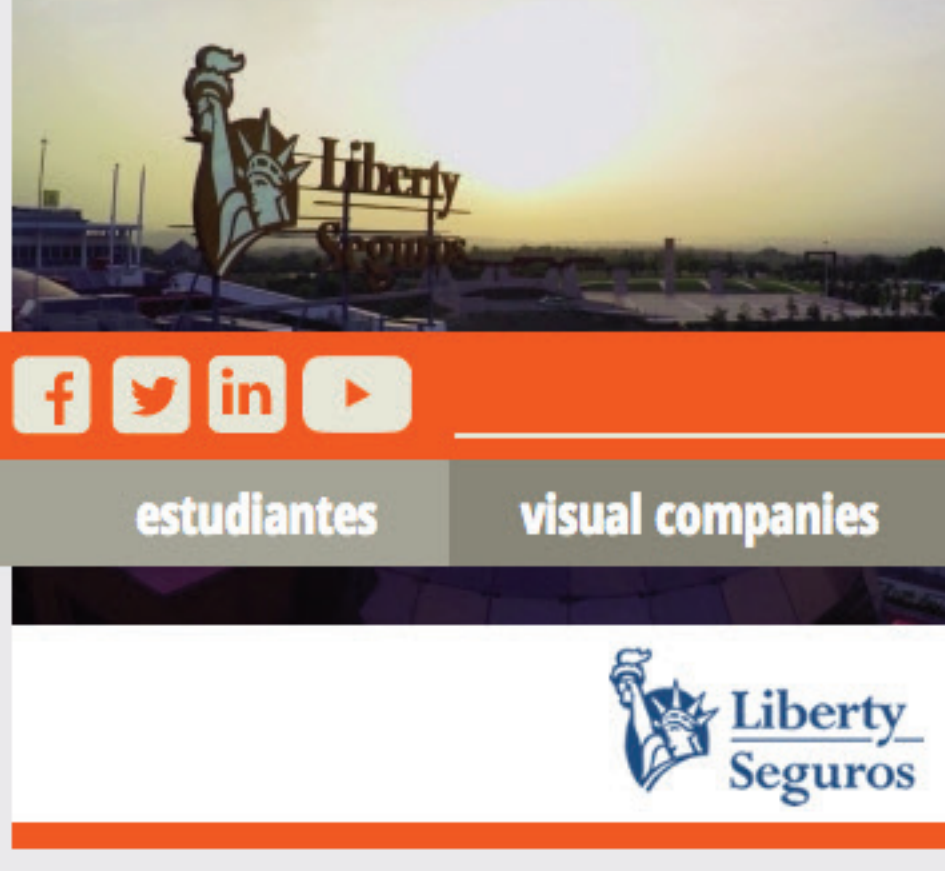 Liberty
Seguros
f
in
estudiantes
visual companies
Liberty
Seguros